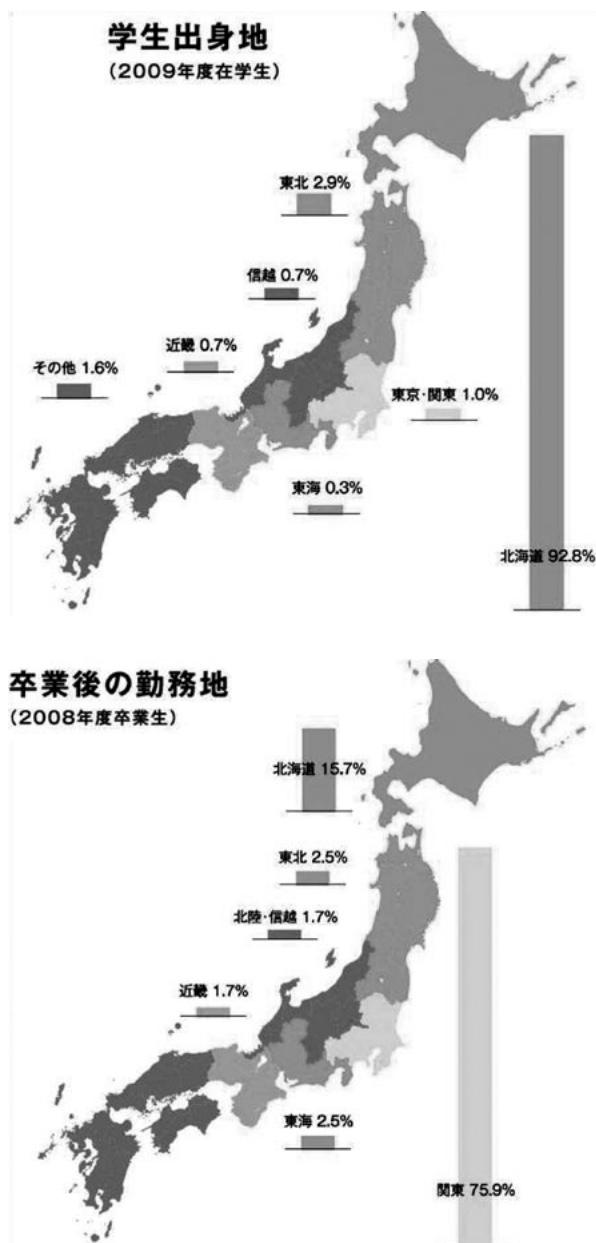 学生出身地
(2009年度在学生)
東北 2.9%
信越 0.7%
近畿 0.7%
その他 1.6%
東京・関東 1.0%
東海 0.3%
北海道 92.8%
卒業後の勤務地
(2008年度卒業生)
北海道 15.7%
東北 2.5%
北陸・信越 1.7%
近畿 1.7%
東海 2.5%
関東 75.9%